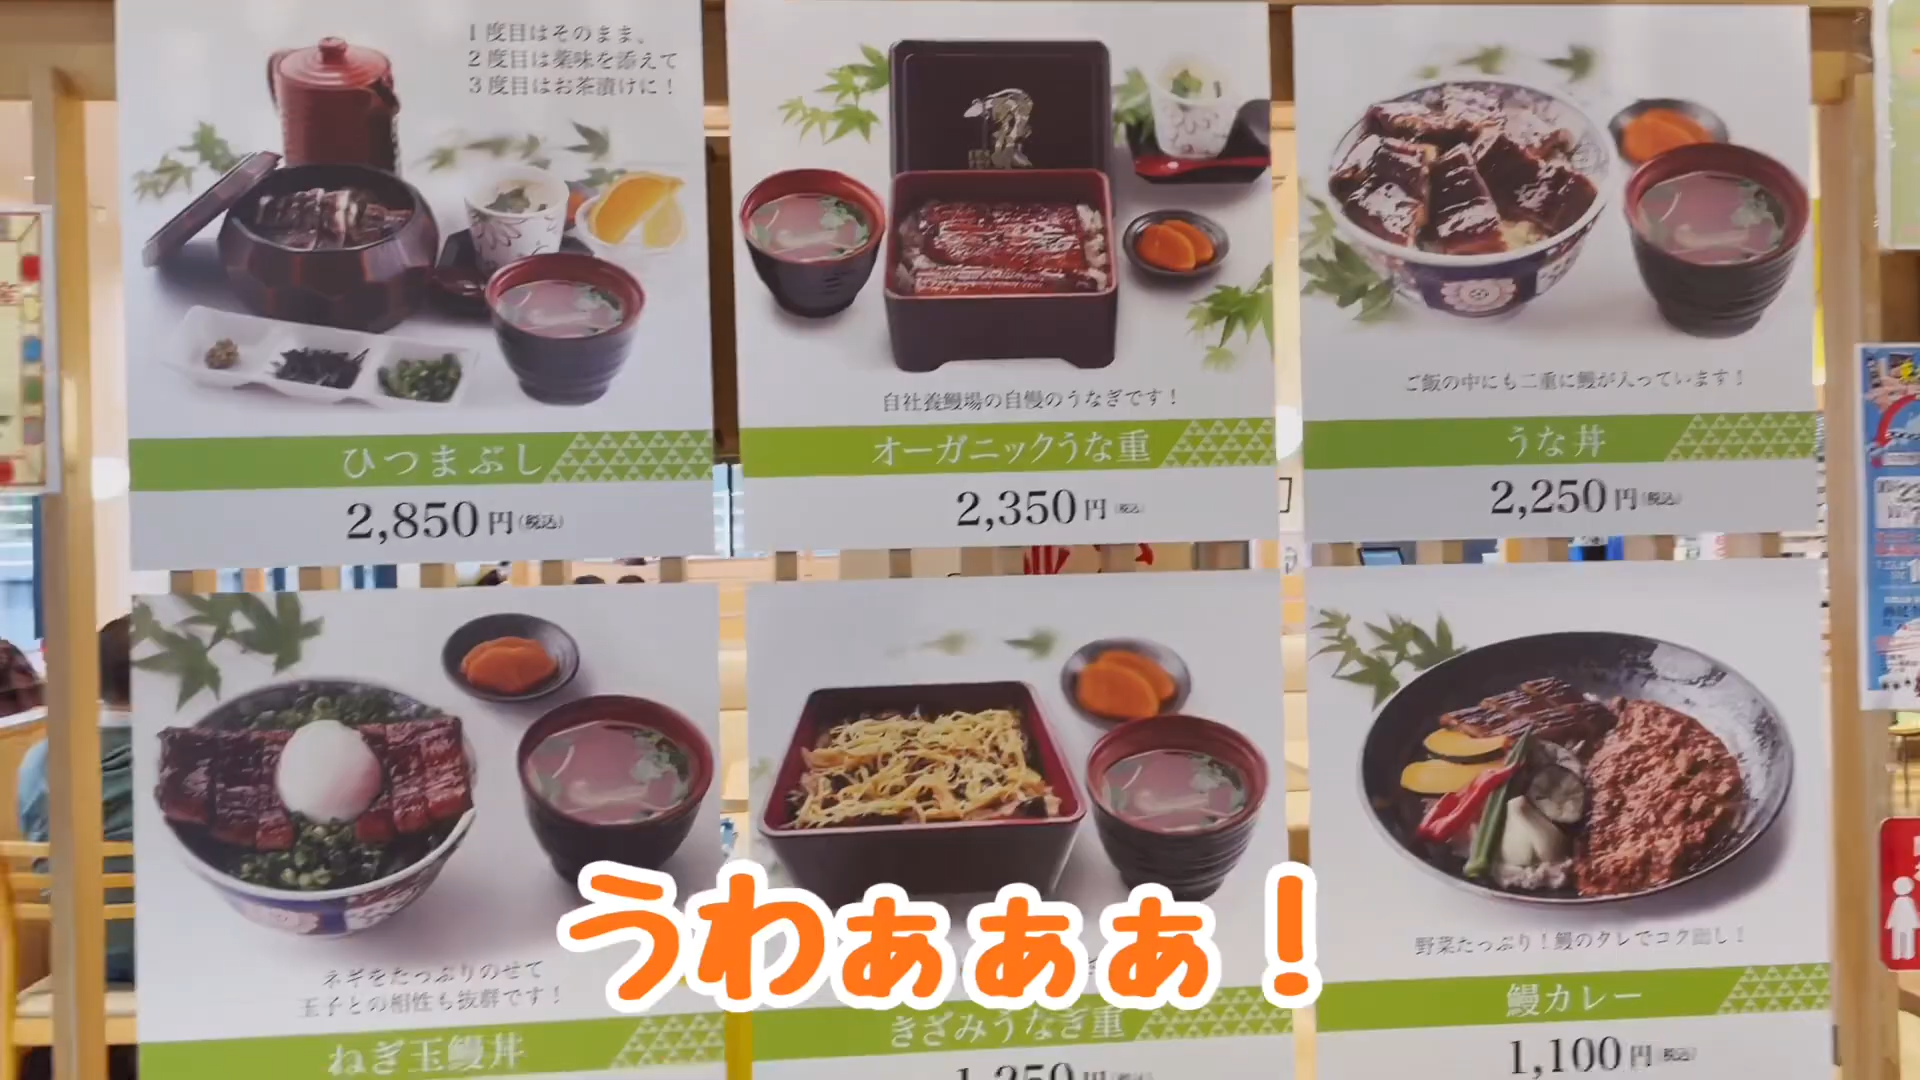 1度目はそのまま、
2度目は薬味を添えて
3度目はお茶漬けに！
ひつまぶし
2,850円(税込)
自社養鰻場の自慢のうなぎです！
オーガニックうな重
2,350円(税込)
ご飯の中にも二重に鰻が入っています！
うな丼
2,250円(税込)
ネギをたっぷりのせて
玉子との相性も抜群です！
ねぎ玉鰻丼
きざみうなぎ重
野菜たっぷり！鰻のタレでコク出し！
鰻カレー
1,100円(税込)
うわぁぁぁ！